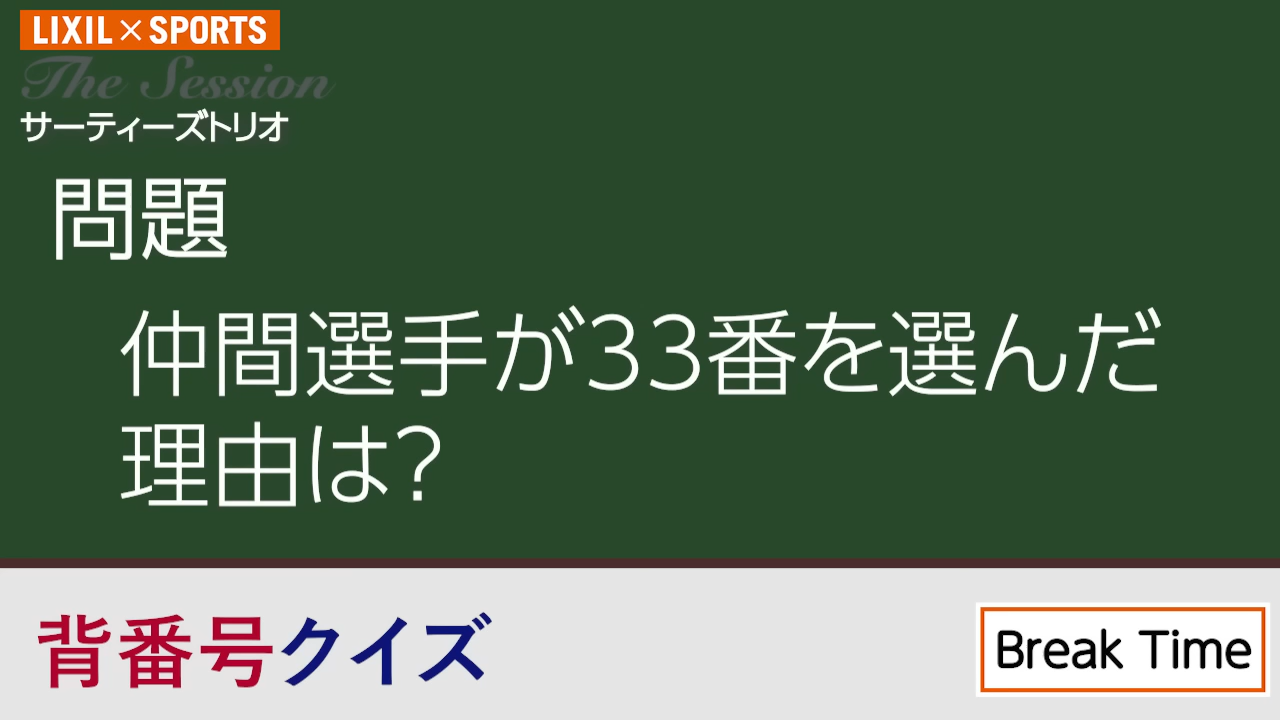 LIXIL×SPORTS
The Session
サーティーズトリオ
問題
仲間選手が33番を選んだ
理由は?
背番号クイズ
Break Time